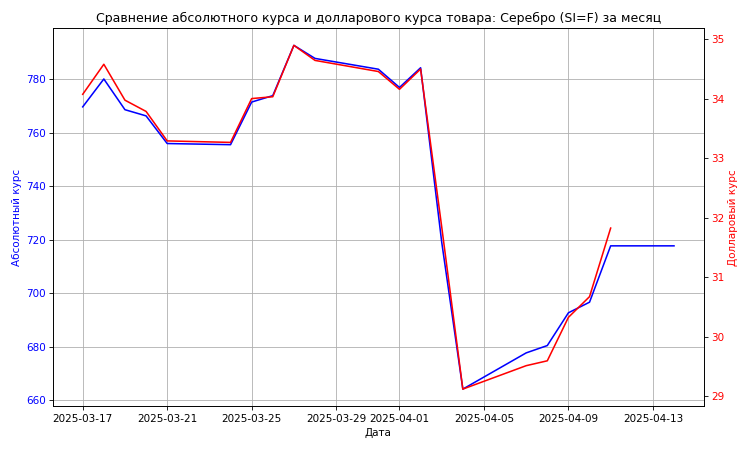 Сравнение абсолютного курса и долларового курса товара: Серебро (SI=F) за месяц
Абсолютный курс
780
760
740
720
700
680
660
35
34
33
32
31
30
29
Долларовый курс
2025-03-17 2025-03-21 2025-03-25 2025-03-29 2025-04-01 2025-04-05 2025-04-09 2025-04-13
Дата